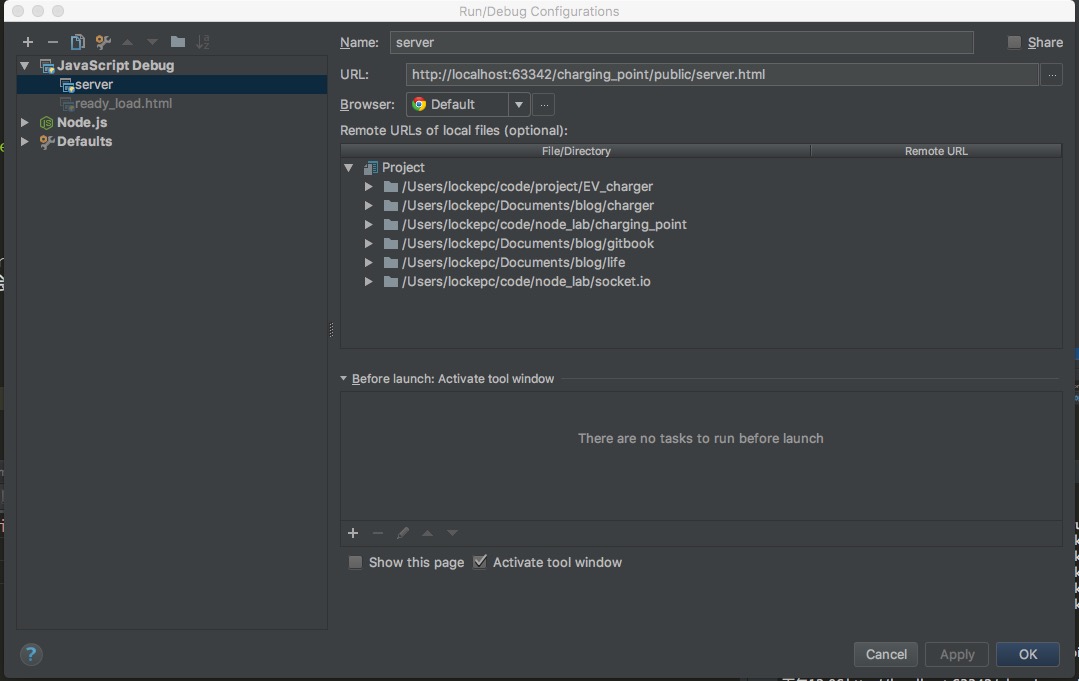 Run/Debug Configurations
Name: server Share
JavaScript Debug
server
ready_load.html
Node.js
Defaults
URL: http://localhost:63342/charging_point/public/server.html ...
Browser: Default ...
Remote URLs of local files (optional):
File/Directory Remote URL
Project
/Users/lockepc/code/project/EV_charger
/Users/lockepc/Documents/blog/charger
/Users/lockepc/code/node_lab/charging_point
/Users/lockepc/Documents/blog/gitbook
/Users/lockepc/Documents/blog/life
/Users/lockepc/code/node_lab/socket.io
Before launch: Activate tool window
There are no tasks to run before launch
Show this page Activate tool window
? Cancel Apply OK